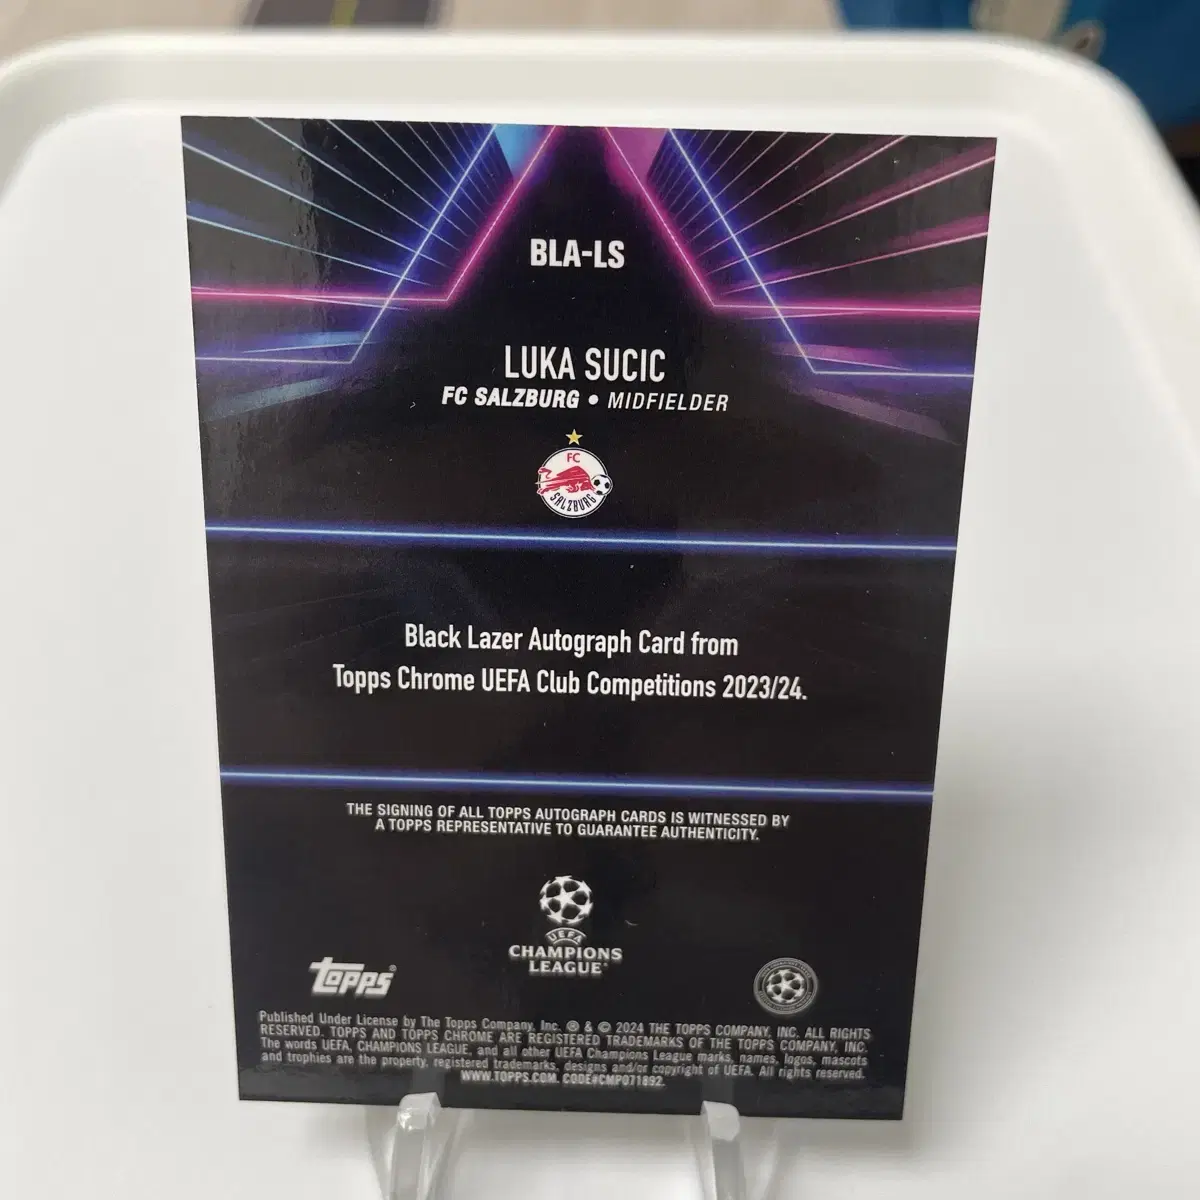 BLA-LS
LUKA SUCIC
FC SALZBURG • MIDFIELDER
FC
SALZBURG
Black Lazer Autograph Card from
Topps Chrome UEFA Club Competitions 2023/24.
THE SIGNING OF ALL TOPPS AUTOGRAPH CARDS IS WITNESSED BY
A TOPPS REPRESENTATIVE TO GUARANTEE AUTHENTICITY.
UEFA
CHAMPIONS
LEAGUE®
topps®
Published Under License by The Topps Company, Inc. ® & © 2024 THE TOPPS COMPANY, INC. ALL RIGHTS
RESERVED. TOPPS AND TOPPS CHROME ARE REGISTERED TRADEMARKS OF THE TOPPS COMPANY, INC.
The words UEFA, CHAMPIONS LEAGUE, and all other UEFA Champions League marks, names, logos, mascots
and trophies are the property, registered trademarks, designs and/or copyright of UEFA. All rights reserved.
WWW.TOPPS.COM. CODE#CMP071892.